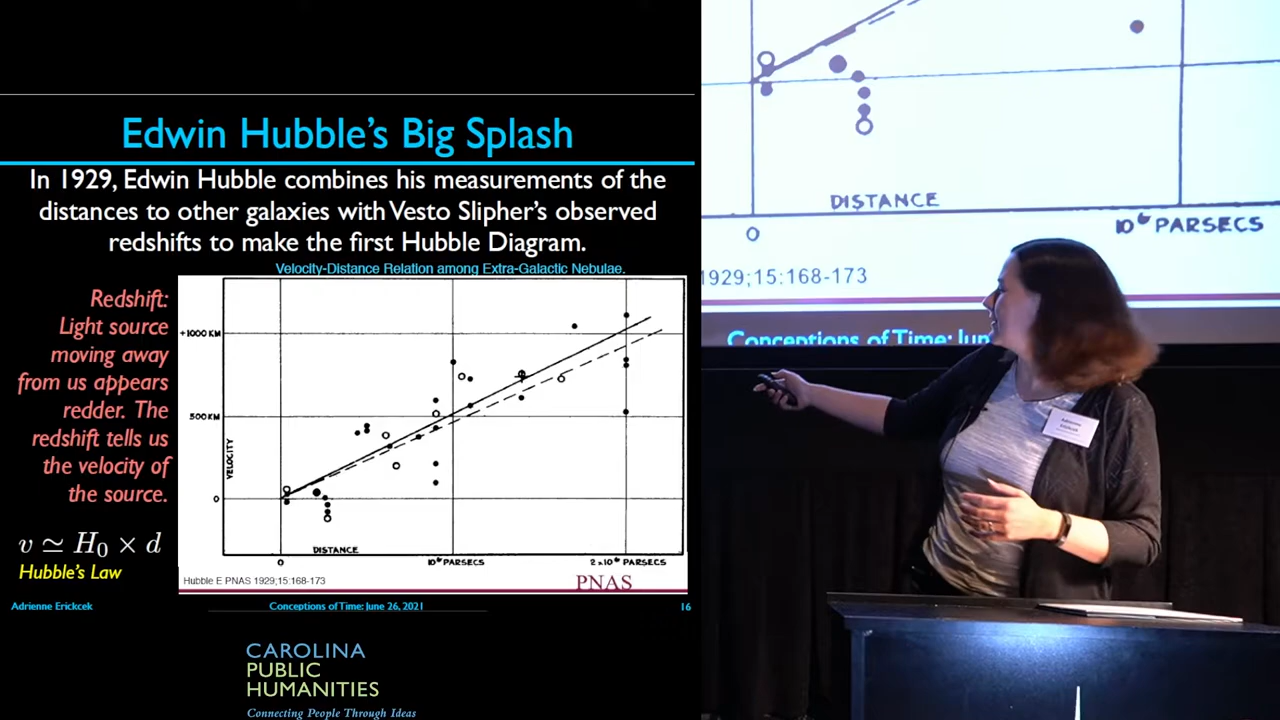 Edwin Hubble's Big Splash
In 1929, Edwin Hubble combines his measurements of the
distances to other galaxies with Vesto Slipher's observed
redshifts to make the first Hubble Diagram.
Velocity-Distance Relation among Extra-Galactic Nebulae.
Redshift:
Light source
moving away
from us appears
redder. The
redshift tells us
the velocity of
the source.
v ≃ H₀ × d
Hubble's Law
+1000 KM
500 KM
0
VELOCITY
DISTANCE
0
10⁶ PARSECS
2 x 10⁶ PARSECS
Hubble E PNAS 1929;15:168-173
PNAS
Adrienne Erickcek
Conceptions of Time: June 26, 2021
16
CAROLINA
PUBLIC
HUMANITIES
Connecting People Through Ideas
DISTANCE
0
10⁶ PARSECS
1929;15:168-173
Conceptions of Time: Jun